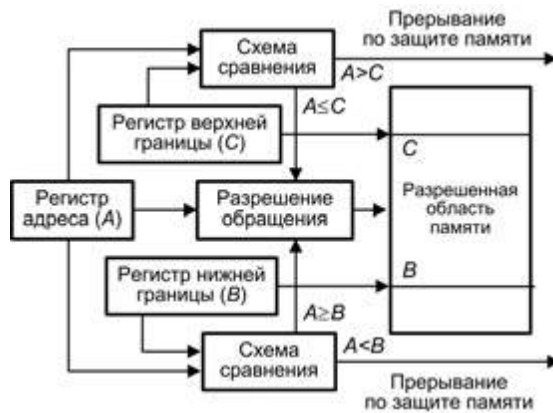 Прерывание
по защите памяти
Схема
сравнения
A>C
A≤C
Регистр верхней
границы (C)
C
Регистр
адреса (A)
Разрешение
обращения
Разрешенная
область
памяти
Регистр нижней
границы (B)
B
A≥B
Схема
сравнения
A<B
Прерывание
по защите памяти